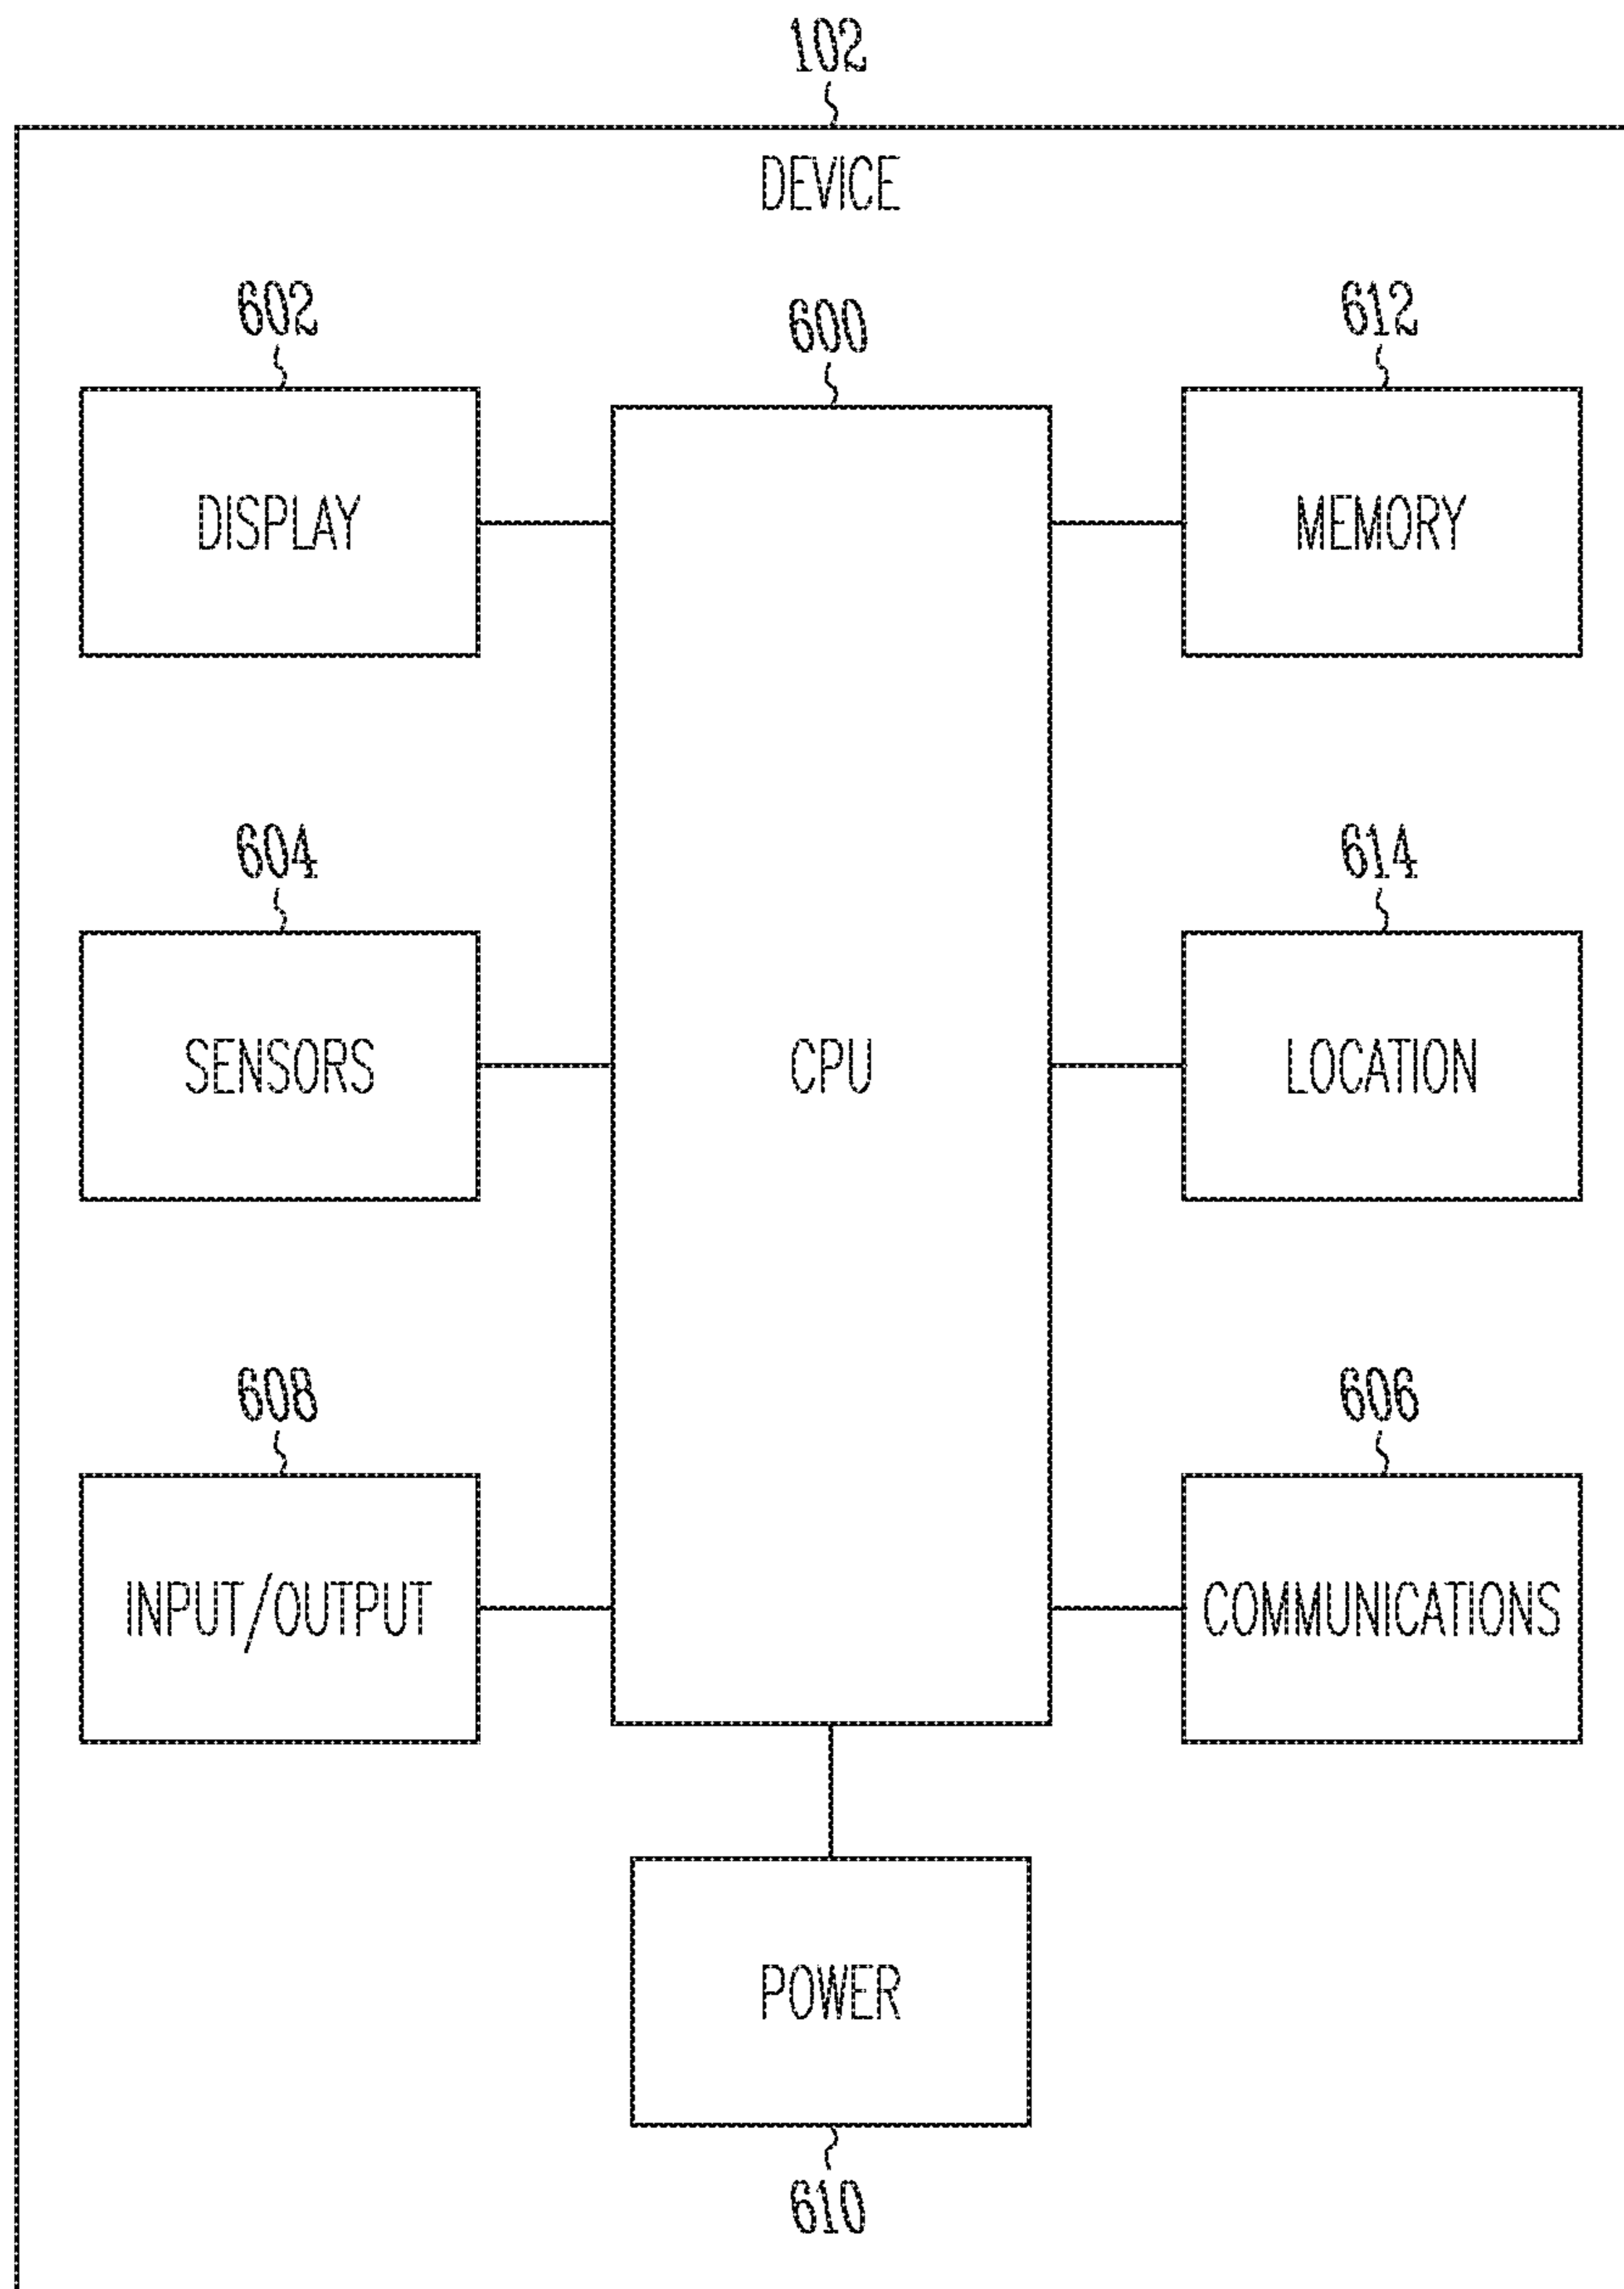 102
DEVICE
602
600
612
DISPLAY
MEMORY
604
614
SENSORS
CPU
LOCATION
608
606
INPUT/OUTPUT
COMMUNICATIONS
POWER
610